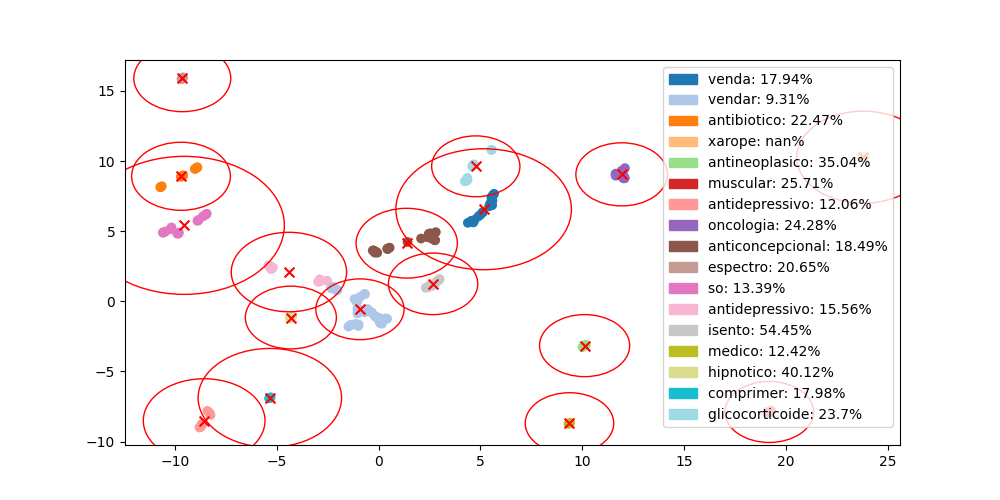 15
10
5
0
−5
−10
−10
−5
0
5
10
15
20
25
venda: 17.94%
vendar: 9.31%
antibiotico: 22.47%
xarope: nan%
antineoplasico: 35.04%
muscular: 25.71%
antidepressivo: 12.06%
oncologia: 24.28%
anticoncepcional: 18.49%
espectro: 20.65%
so: 13.39%
antidepressivo: 15.56%
isento: 54.45%
medico: 12.42%
hipnotico: 40.12%
comprimer: 17.98%
glicocorticoide: 23.7%